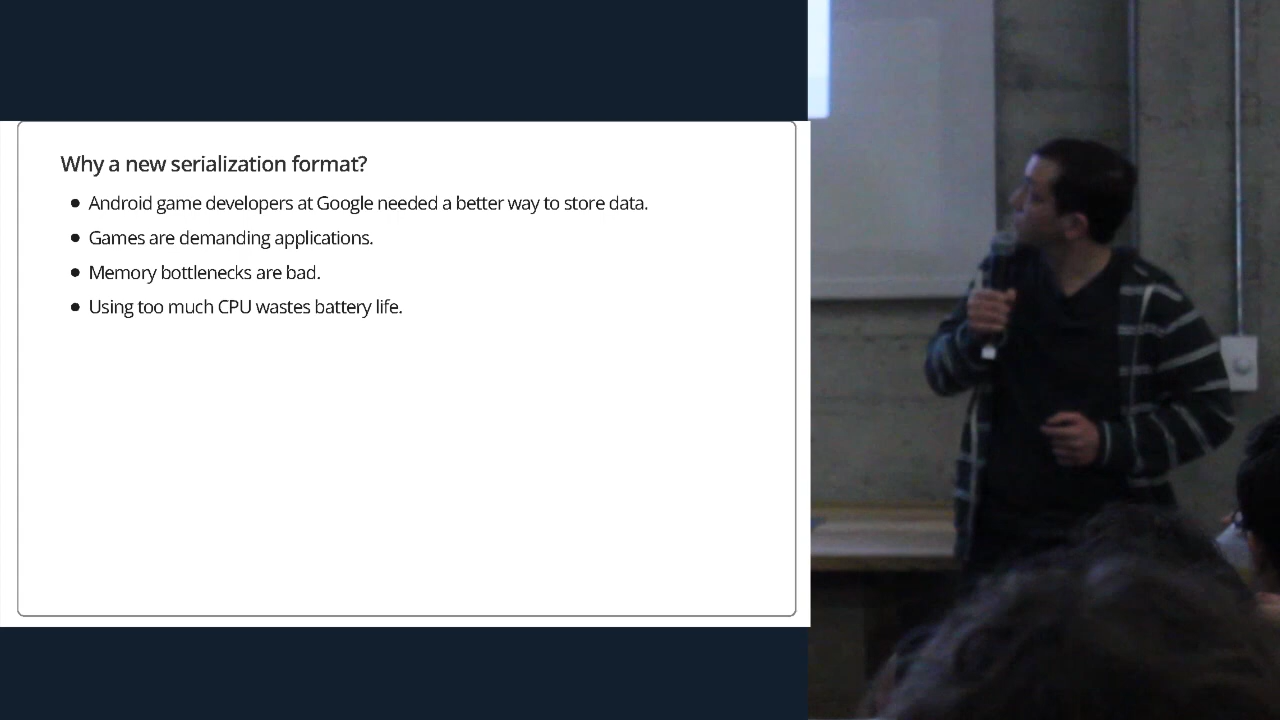 Why a new serialization format?
Android game developers at Google needed a better way to store data.
Games are demanding applications.
Memory bottlenecks are bad.
Using too much CPU wastes battery life.